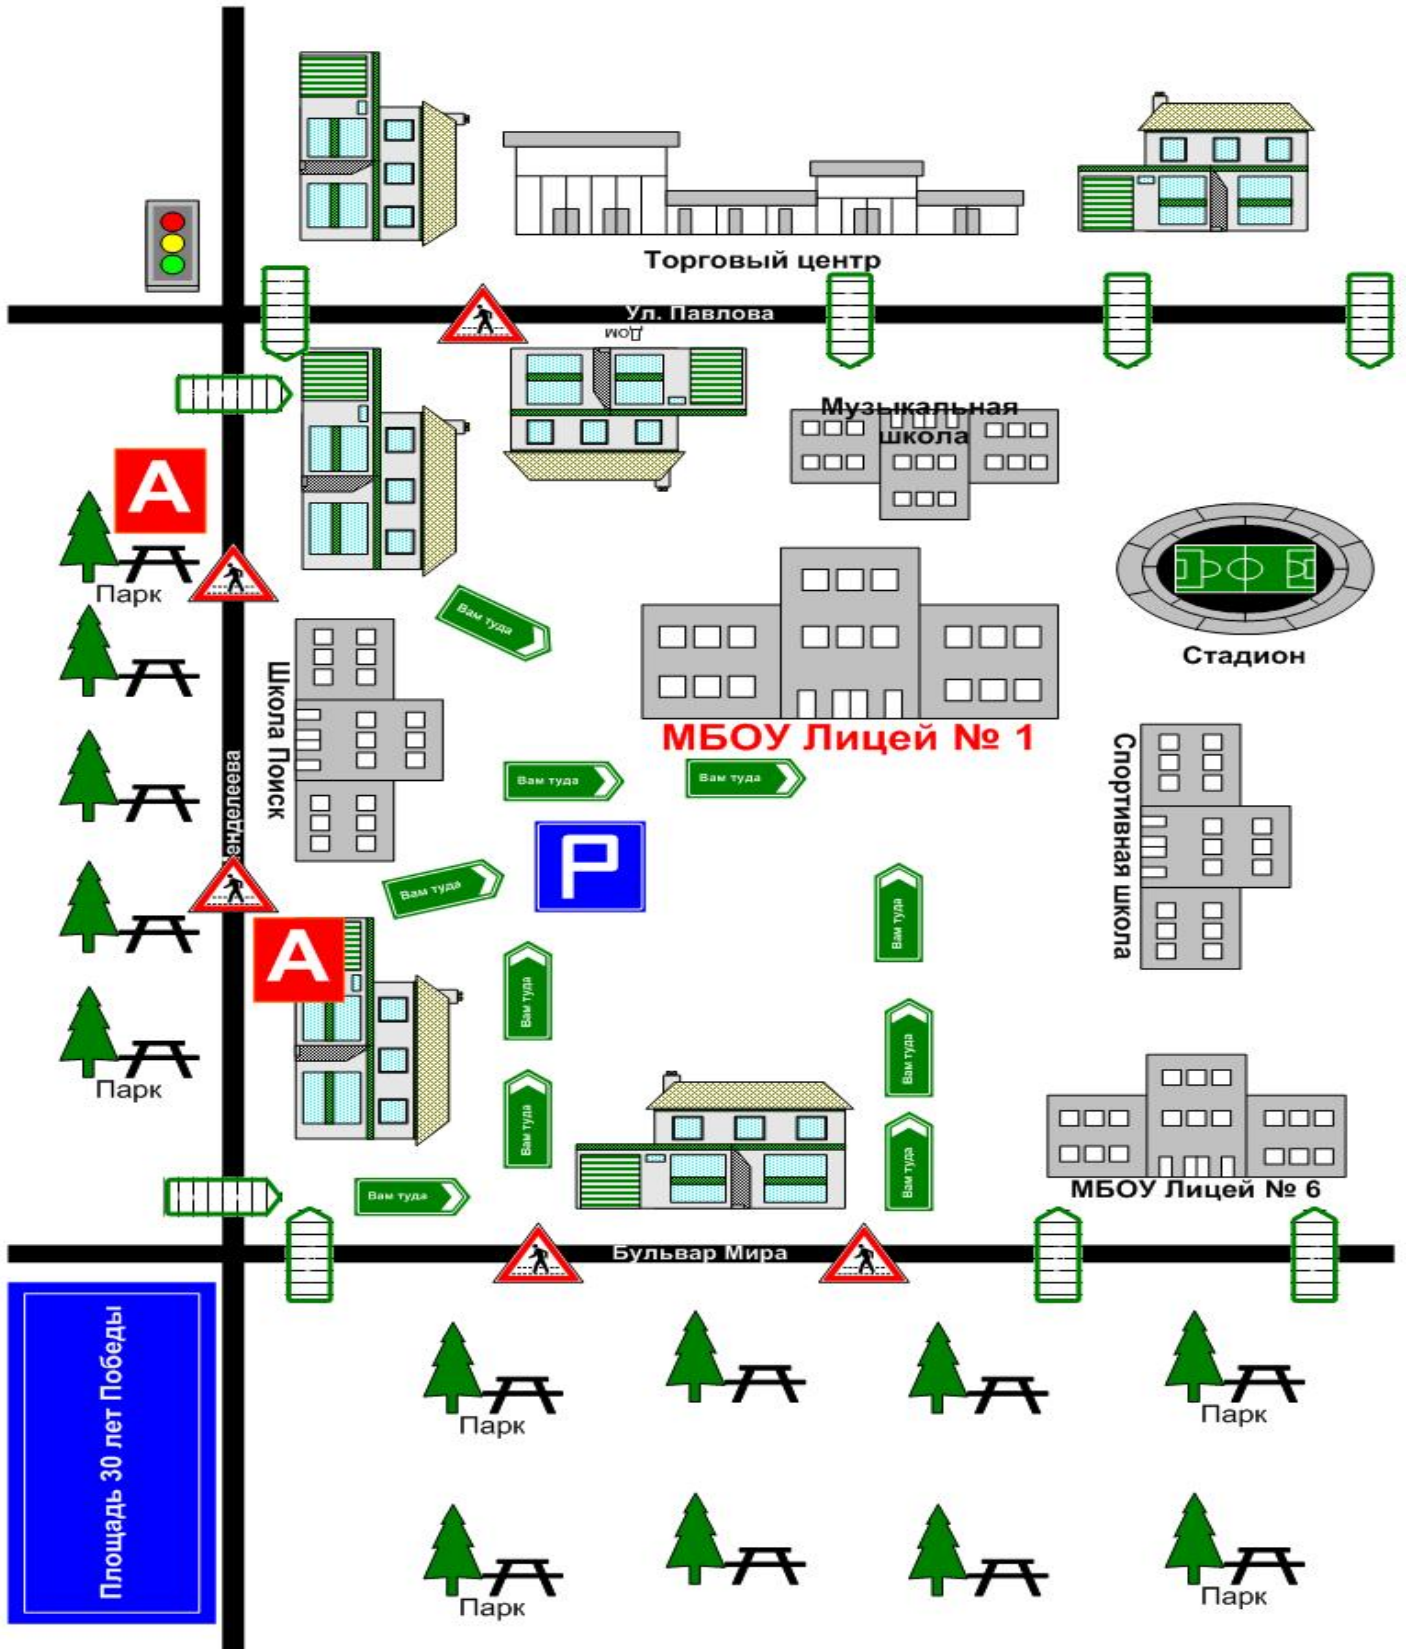 Торговый центр
Ул. Павлова
Дом
Музыкальная
школа
А
Парк
Вам туда
Стадион
Школа Поиск
МБОУ Лицей № 1
Вам туда
Вам туда
Спортивная школа
енделеева
P
Вам туда
Вам туда
А
Вам туда
Вам туда
Парк
Вам туда
Вам туда
Вам туда
МБОУ Лицей № 6
Бульвар Мира
Площадь 30 лет Победы
Парк
Парк
Парк
Парк